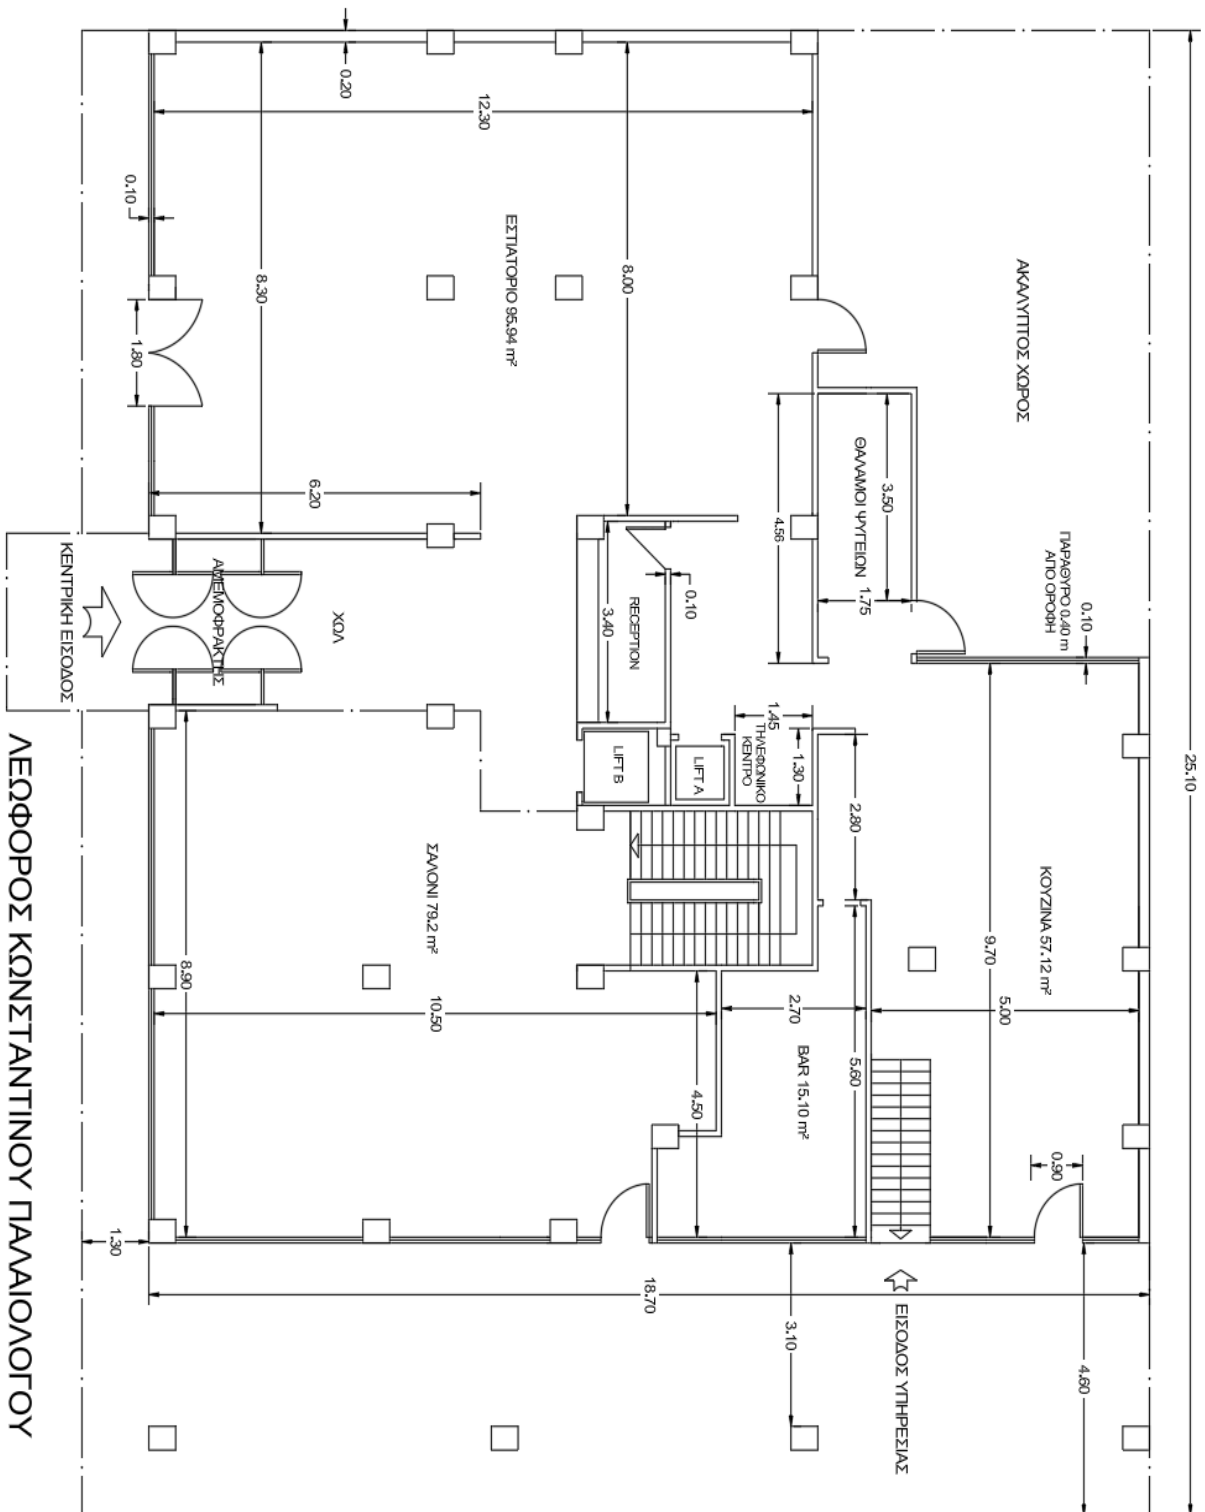 25.10
ΑΚΑΛΥΠΤΟΣ ΧΩΡΟΣ
ΠΑΡΑΘΥΡΟ 0.40 m
ΑΠΟ ΟΡΟΦΗ
0.10
ΚΟΥΖΙΝΑ 57.12 m²
9.70
5.00
0.90
4.60
ΕΙΣΟΔΟΣ ΥΠΗΡΕΣΙΑΣ
ΘΑΛΑΜΟΙ ΨΥΓΕΙΩΝ
3.50
1.75
4.56
2.80
5.60
BAR 15.10 m²
2.70
3.10
1.45
1.30
ΤΗΛΕΦΩΝΙΚΟ
ΚΕΝΤΡΟ
LIFT A
LIFT B
4.50
18.70
0.10
RECEPTION
3.40
8.00
ΕΣΤΙΑΤΟΡΙΟ 95.94 m²
12.30
0.20
8.30
6.20
ΣΑΛΟΝΙ 79.2 m²
10.50
8.90
ΧΩΛ
ΑΜΕΜΟΦΡΑΚΤΗΣ
0.10
1.80
1.30
ΚΕΝΤΡΙΚΗ ΕΙΣΟΔΟΣ
ΛΕΩΦΟΡΟΣ ΚΩΝΣΤΑΝΤΙΝΟΥ ΠΑΛΑΙΟΛΟΓΟΥ